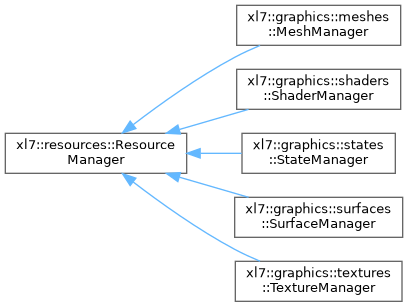 xl7::graphics::meshes
::MeshManager
xl7::graphics::shaders
::ShaderManager
xl7::resources::Resource
Manager
xl7::graphics::states
::StateManager
xl7::graphics::surfaces
::SurfaceManager
xl7::graphics::textures
::TextureManager